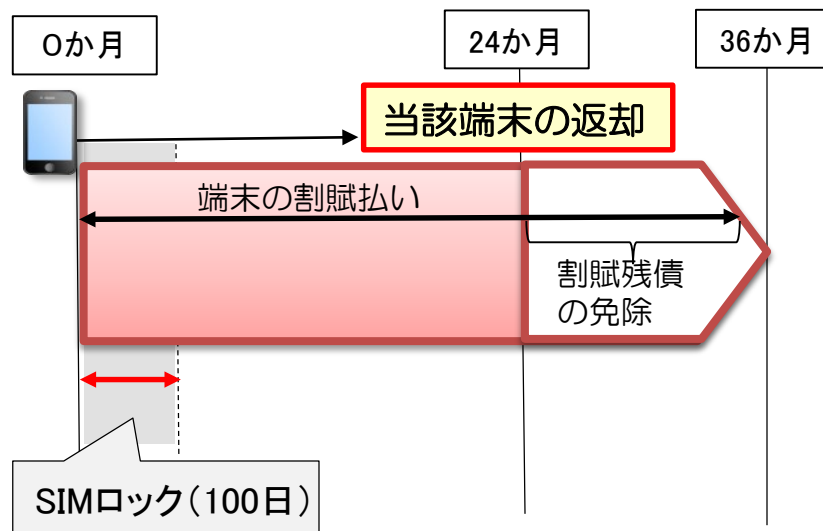 0か月
24か月
36か月
当該端末の返却
端末の割賦払い
割賦残債
の免除
SIMロック(100日)